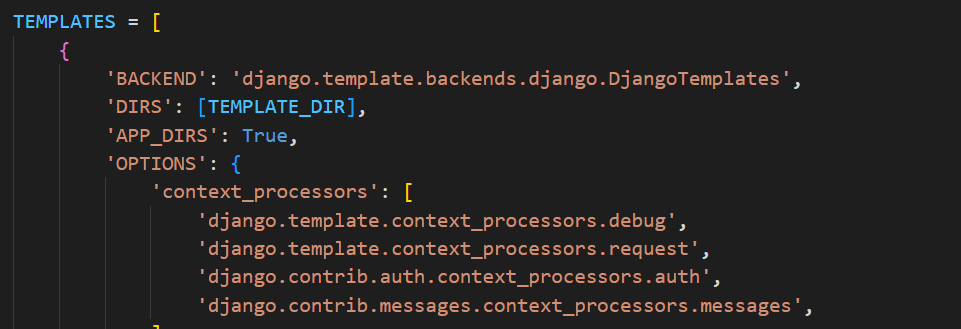 TEMPLATES = [
    {
        'BACKEND': 'django.template.backends.django.DjangoTemplates',
        'DIRS': [TEMPLATE_DIR],
        'APP_DIRS': True,
        'OPTIONS': {
            'context_processors': [
                'django.template.context_processors.debug',
                'django.template.context_processors.request',
                'django.contrib.auth.context_processors.auth',
                'django.contrib.messages.context_processors.messages',
            ]